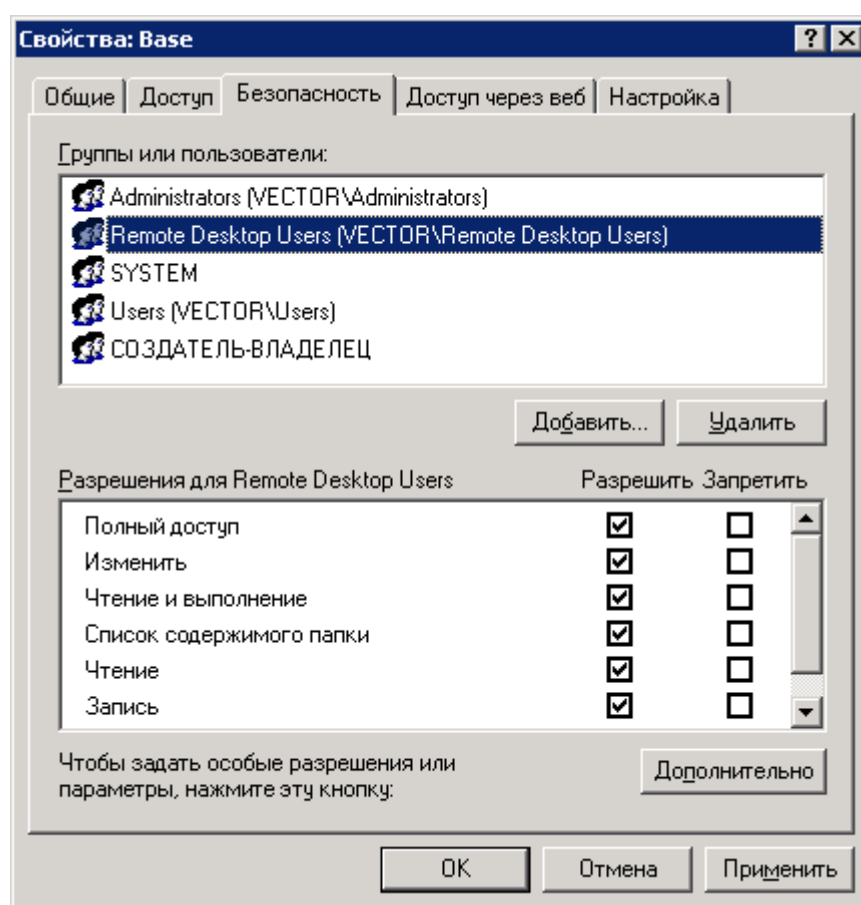 Свойства: Base
Общие Доступ Безопасность Доступ через веб Настройка
Группы или пользователи:
Administrators (VECTOR\Administrators)
Remote Desktop Users (VECTOR\Remote Desktop Users)
SYSTEM
Users (VECTOR\Users)
СОЗДАТЕЛЬ-ВЛАДЕЛЕЦ
Добавить... Удалить
Разрешения для Remote Desktop Users Разрешить Запретить
Полный доступ
Изменить
Чтение и выполнение
Список содержимого папки
Чтение
Запись
Чтобы задать особые разрешения или
параметры, нажмите эту кнопку:
Дополнительно
OK Отмена Применить